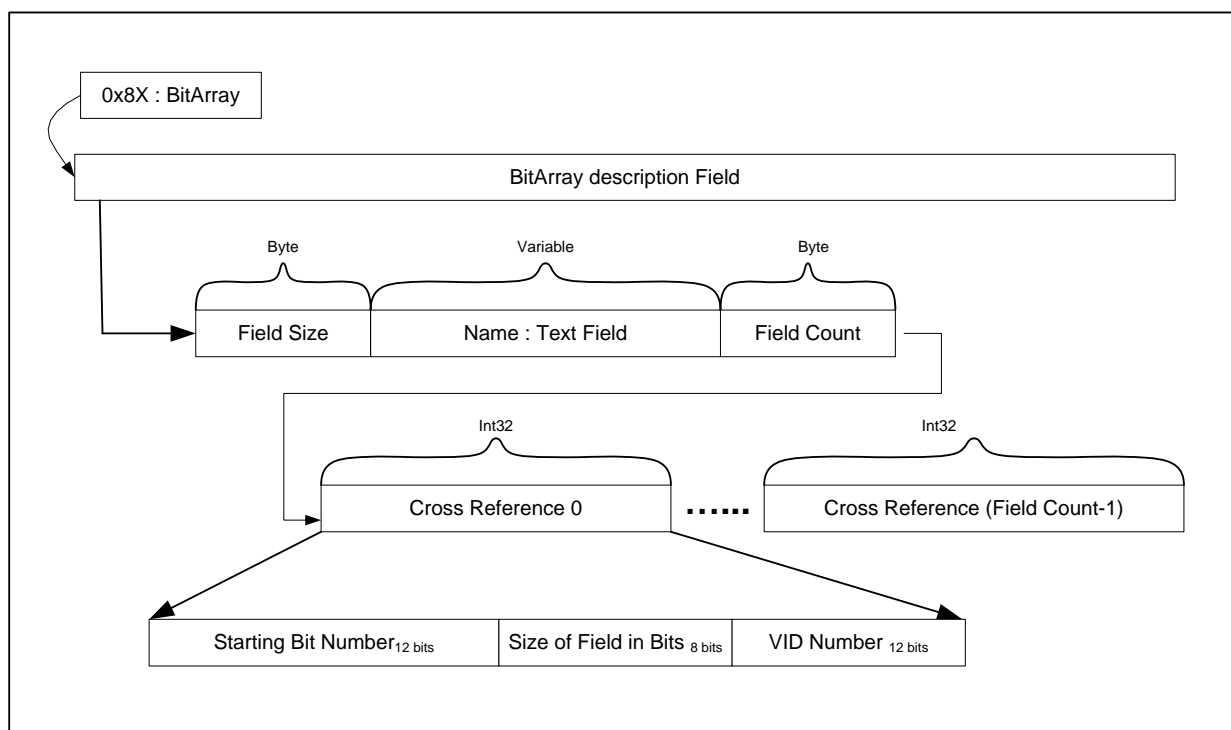 0x8X : BitArray
BitArray description Field
Byte
Variable
Byte
Field Size
Name : Text Field
Field Count
Int32
Int32
Cross Reference 0
......
Cross Reference (Field Count-1)
Starting Bit Number12 bits
Size of Field in Bits 8 bits
VID Number 12 bits